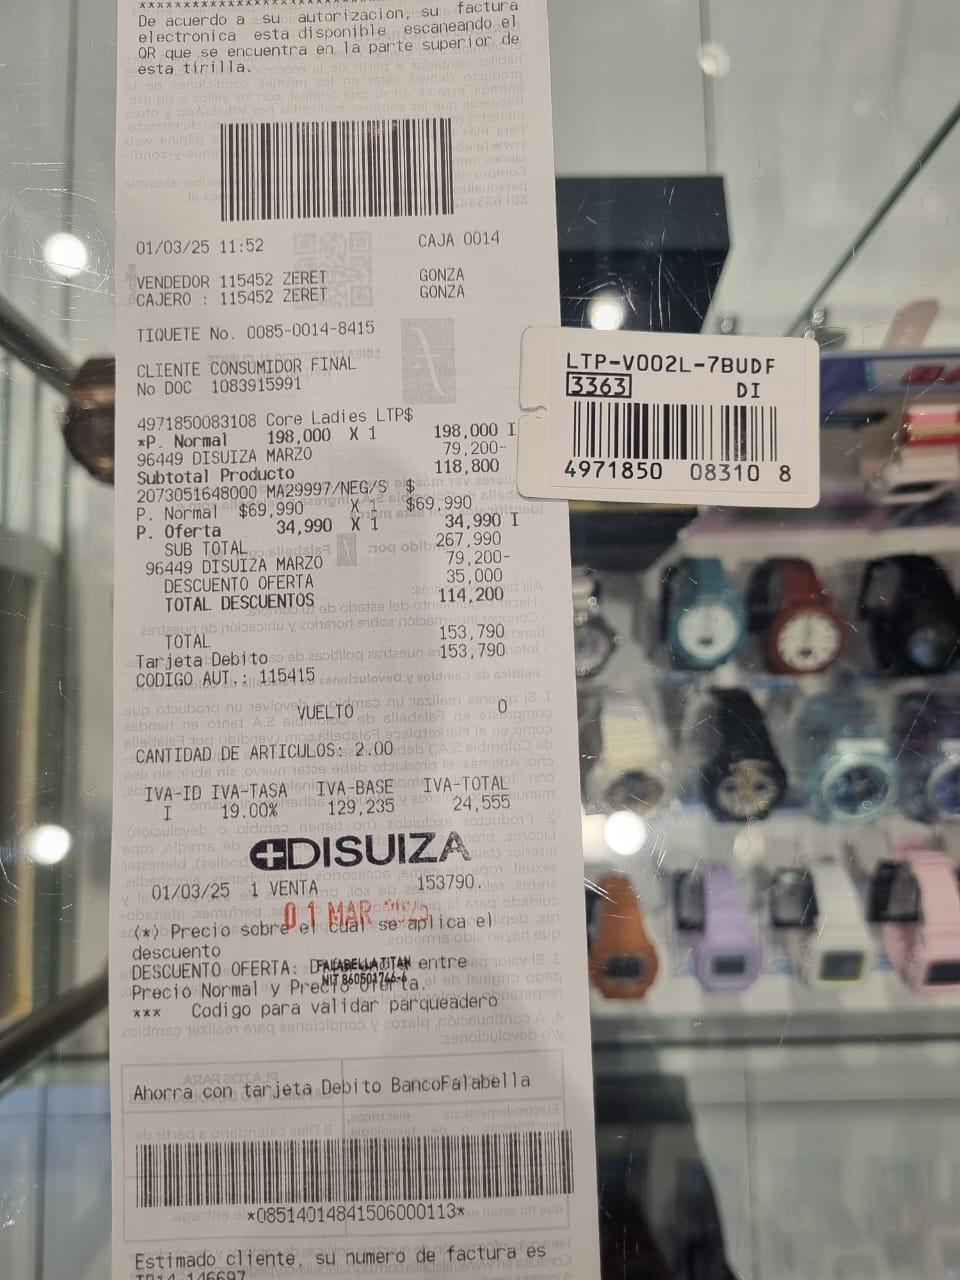 De acuerdo a su autorizacion, su factura
electronica esta disponible escaneando el
QR que se encuentra en la parte superior de
esta tirilla.
01/03/25 11:52 CAJA 0014
VENDEDOR 115452 ZERET GONZA
CAJERO : 115452 ZERET GONZA
TIQUETE No. 0085-0014-8415
CLIENTE CONSUMIDOR FINAL
No DOC 1083915991
4971850083108 Core Ladies LTP$
*P. Normal 198,000 X 1 198,000 I
96449 DISUIZA MARZO 79,200-
Subtotal Producto 118,800
2073051648000 MA29997/NEG/S $
P. Normal $69,990 X 1 $69,990
P. Oferta 34,990 X 1 34,990 I
SUB TOTAL 267,990
96449 DISUIZA MARZO 79,200-
DESCUENTO OFERTA 35,000
TOTAL DESCUENTOS 114,200
TOTAL 153,790
Tarjeta Debito 153,790
CODIGO AUT.: 115415
VUELTO 0
CANTIDAD DE ARTICULOS: 2.00
IVA-ID IVA-TASA IVA-BASE IVA-TOTAL
I 19.00% 129,235 24,555
DISUIZA
01/03/25 1 VENTA 153790.
01 MAR 2025
(*) Precio sobre el cual se aplica el
descuento
DESCUENTO OFERTA: entre
FALABELLA TITAN
Precio Normal y Precio Oferta.
NIT 860501746-6
*** Codigo para validar parqueadero
Ahorra con tarjeta Debito BancoFalabella
*08514014841506000113*
Estimado cliente, su numero de factura es
LTP-V002L-7BUDF
3363 DI
4971850 08310 8